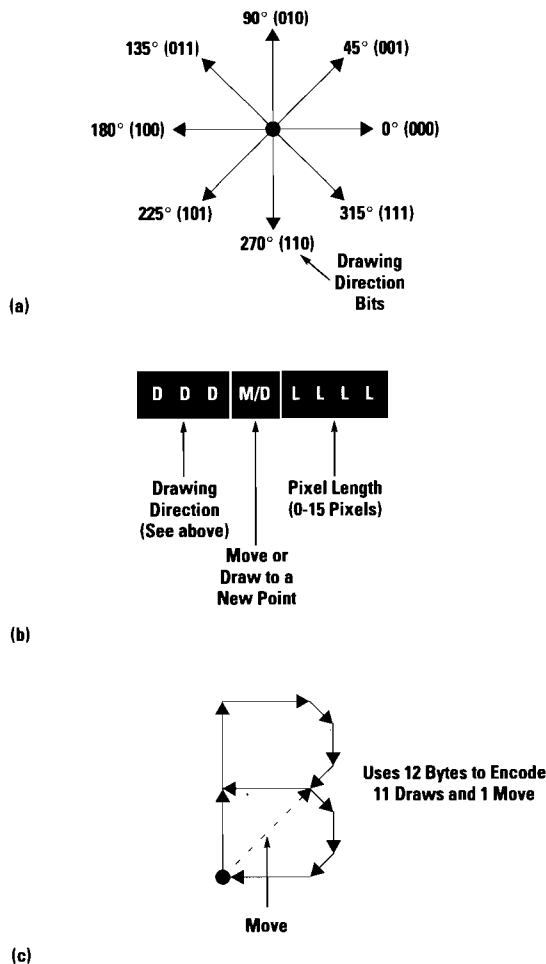 90° (010)
135° (011)
45° (001)
180° (100)
0° (000)
225° (101)
315° (111)
270° (110)
Drawing
Direction
Bits
(a)
D D D M/D L L L L
Drawing
Direction
(See above)
Pixel Length
(0-15 Pixels)
Move or
Draw to a
New Point
(b)
Uses 12 Bytes to Encode
11 Draws and 1 Move
Move
(c)